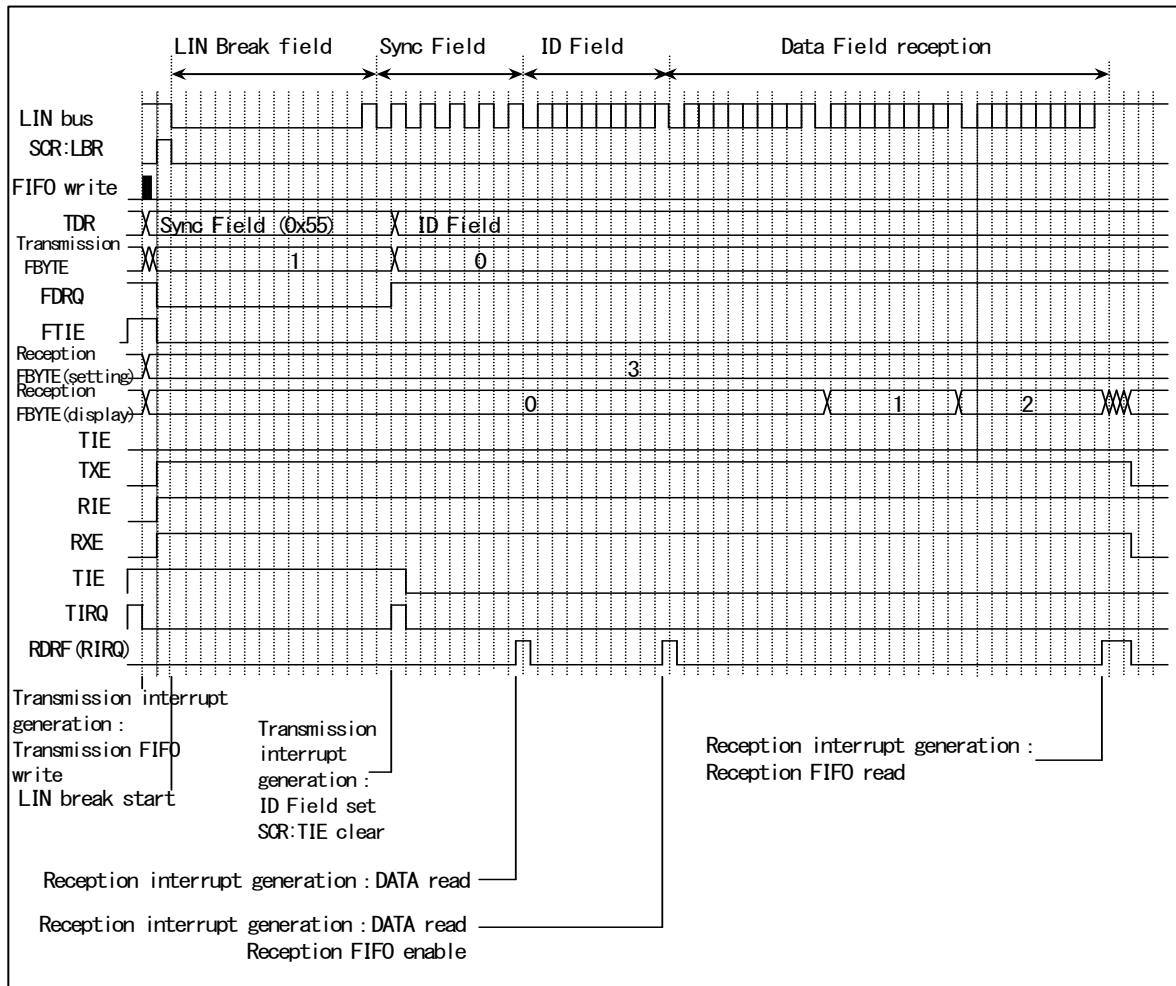 LIN Break field
Sync Field
ID Field
Data Field reception
LIN bus
SCR:LBR
FIFO write
TDR
Sync Field (0x55)
ID Field
Transmission
FBYTE
1
0
FDRQ
FTIE
Reception
FBYTE(setting)
3
Reception
FBYTE(display)
0
1
2
TIE
TXE
RIE
RXE
TIE
TIRQ
RDRF(RIRQ)
Transmission interrupt
generation :
Transmission FIFO
write
LIN break start
Transmission
interrupt
generation :
ID Field set
SCR:TIE clear
Reception interrupt generation :
Reception FIFO read
Reception interrupt generation : DATA read
Reception interrupt generation : DATA read
Reception FIFO enable